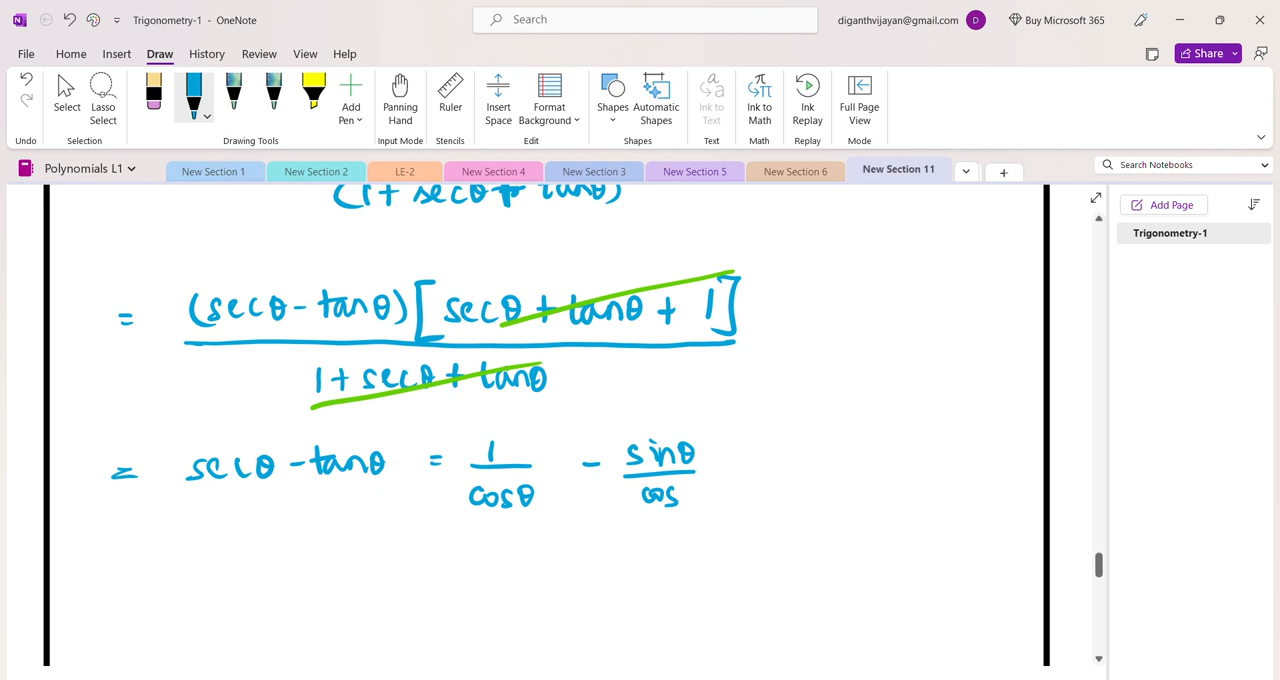 Trigonometry-1 - OneNote
Search
diganthvijayan@gmail.com
D
Buy Microsoft 365
File Home Insert Draw History Review View Help
Share
Undo
Select
Lasso Select
Selection
Drawing Tools
Add Pen
Panning Hand
Input Mode
Ruler
Stencils
Insert Space
Format Background
Edit
Shapes
Automatic Shapes
Shapes
Ink to Text
Text
Ink to Math
Math
Ink Replay
Replay
Full Page View
Mode
Polynomials L1
New Section 1 New Section 2 LE-2 New Section 4 New Section 3 New Section 5 New Section 6 New Section 11
Search Notebooks
Add Page
Trigonometry-1
(1 + secθ + tanθ)
= (secθ - tanθ) [secθ + tanθ + 1]
1 + secθ + tanθ
= secθ - tanθ = 1/cosθ - sinθ/cos